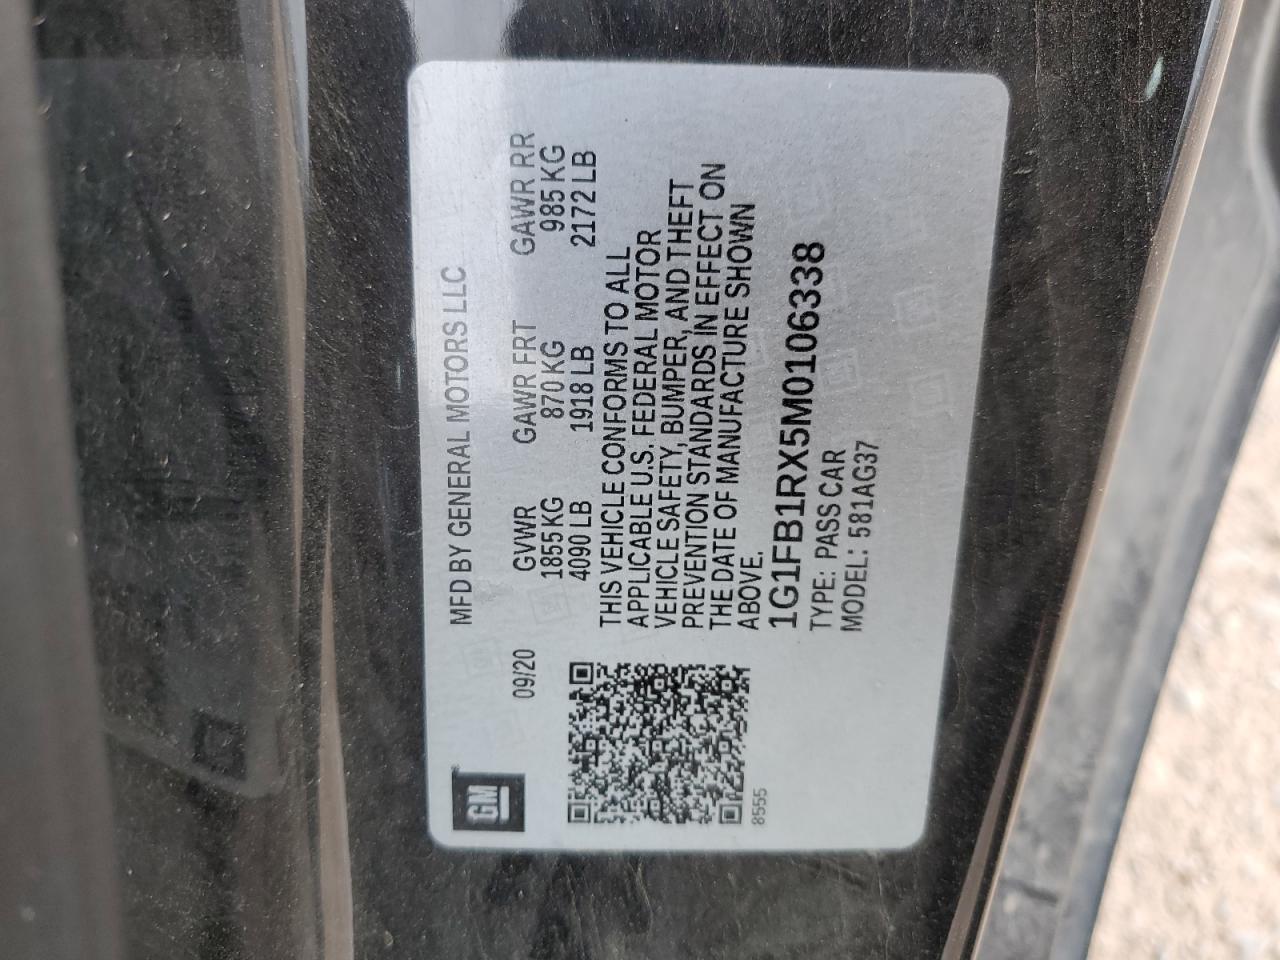 GM
MFD BY GENERAL MOTORS LLC
09/20
GVWR GAWR FRT GAWR RR
1855 KG 870 KG 985 KG
4090 LB 1918 LB 2172 LB
THIS VEHICLE CONFORMS TO ALL
APPLICABLE U.S. FEDERAL MOTOR
VEHICLE SAFETY, BUMPER, AND THEFT
PREVENTION STANDARDS IN EFFECT ON
THE DATE OF MANUFACTURE SHOWN
ABOVE.
1G1FB1RX5M0106338
TYPE: PASS CAR
MODEL: 581AG37
8555